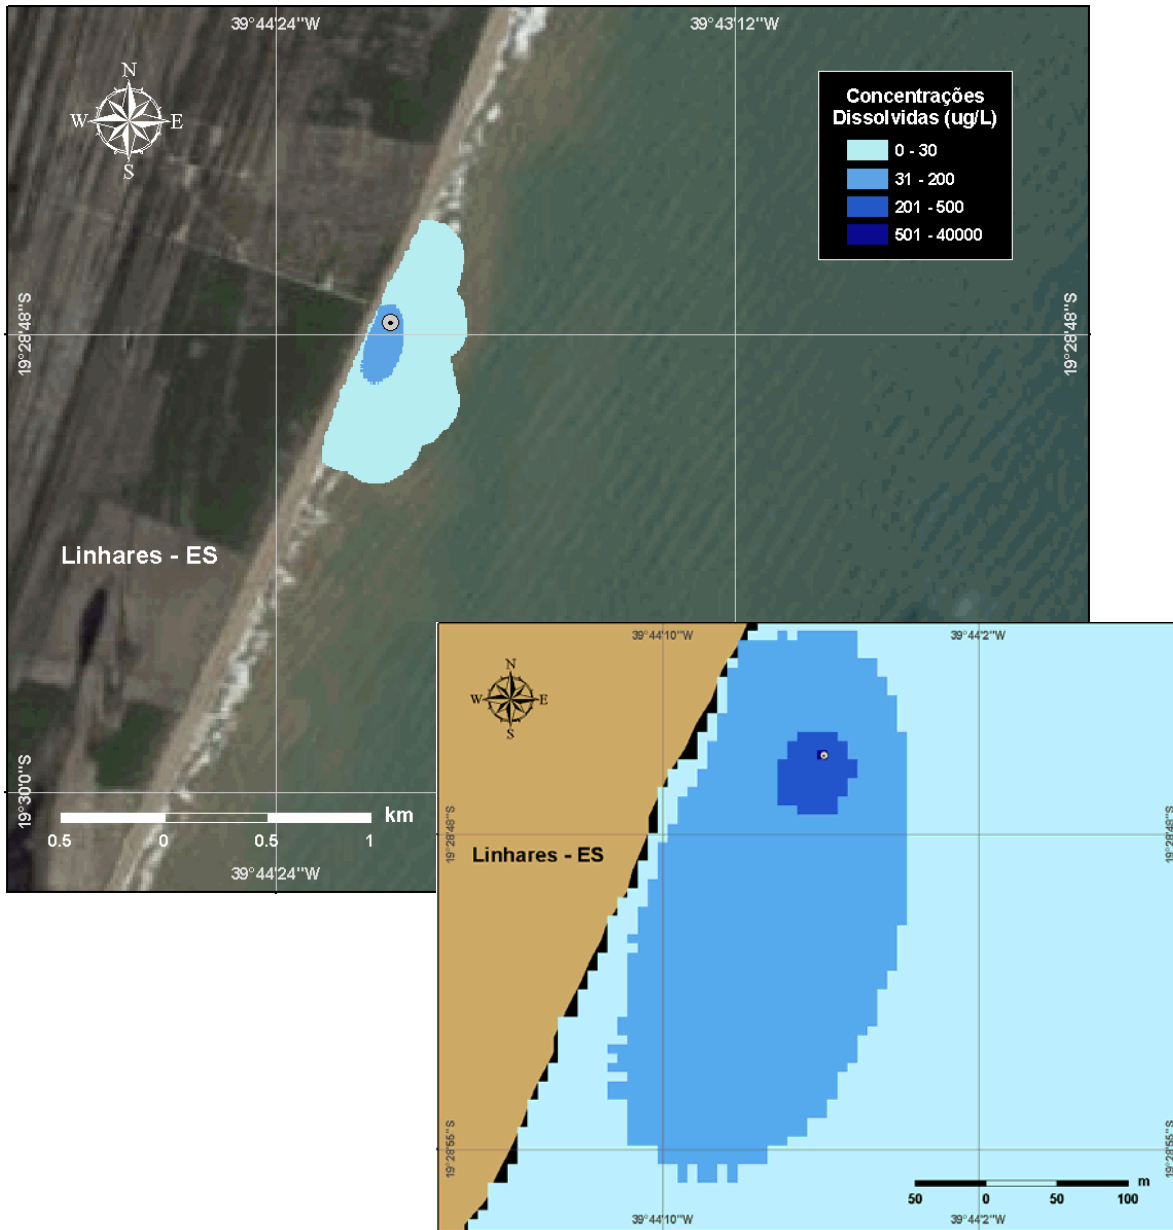 39°44'24"W
39°43'12"W
N
W
E
S
Concentrações
Dissolvidas (ug/L)
0 - 30
31 - 200
201 - 500
501 - 40000
19°28'48"S
19°28'48"S
Linhares - ES
19°30'0"S
km
0.5
0
0.5
1
39°44'24"W
39°44'10"W
39°44'2"W
N
W
E
S
19°28'48"S
19°28'48"S
Linhares - ES
19°28'55"S
19°28'55"S
m
50
0
50
100
39°44'10"W
39°44'2"W